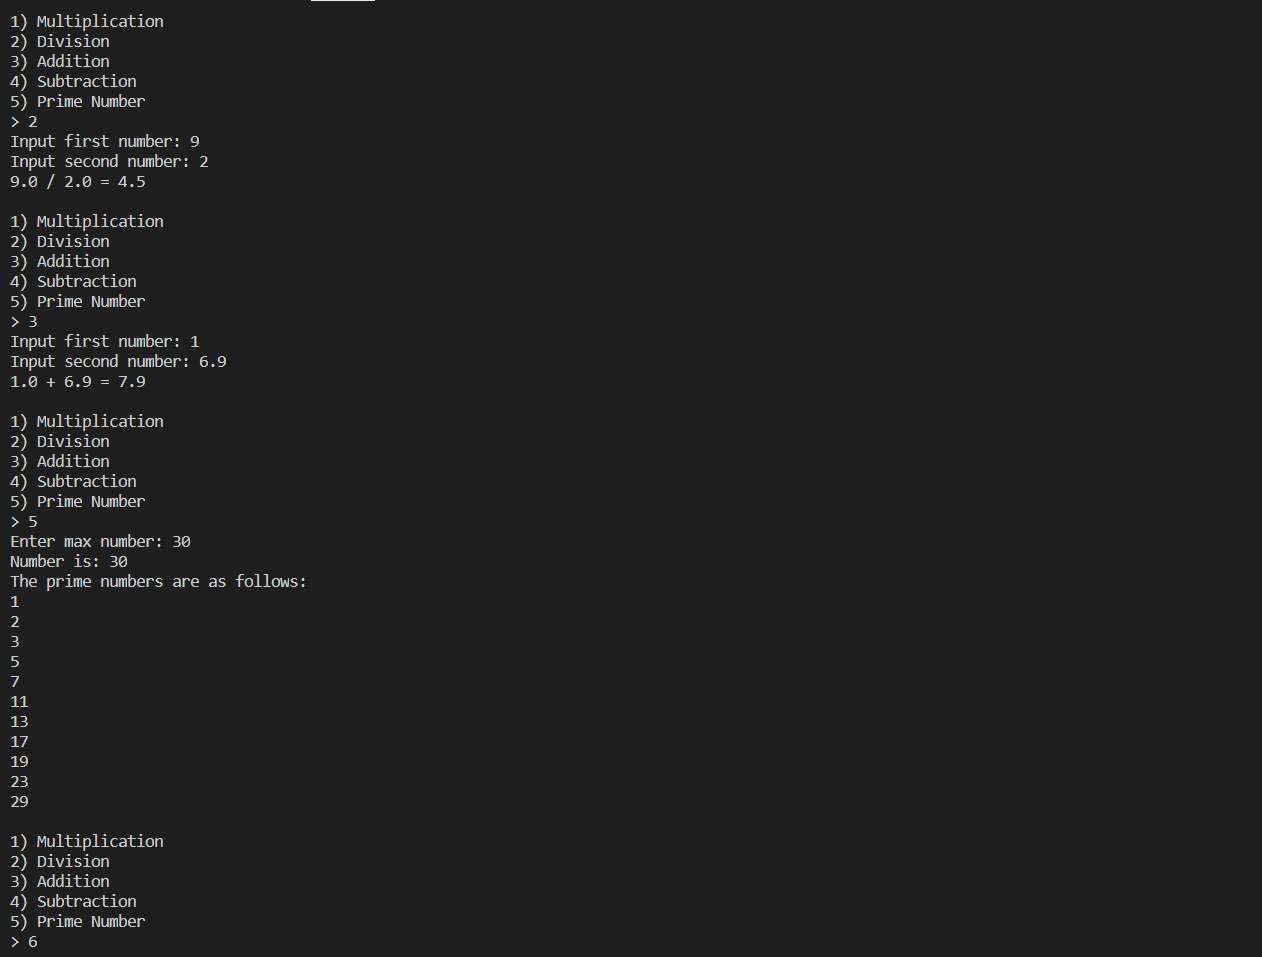 1) Multiplication
2) Division
3) Addition
4) Subtraction
5) Prime Number
> 2
Input first number: 9
Input second number: 2
9.0 / 2.0 = 4.5

1) Multiplication
2) Division
3) Addition
4) Subtraction
5) Prime Number
> 3
Input first number: 1
Input second number: 6.9
1.0 + 6.9 = 7.9

1) Multiplication
2) Division
3) Addition
4) Subtraction
5) Prime Number
> 5
Enter max number: 30
Number is: 30
The prime numbers are as follows:
1
2
3
5
7
11
13
17
19
23
29

1) Multiplication
2) Division
3) Addition
4) Subtraction
5) Prime Number
> 6